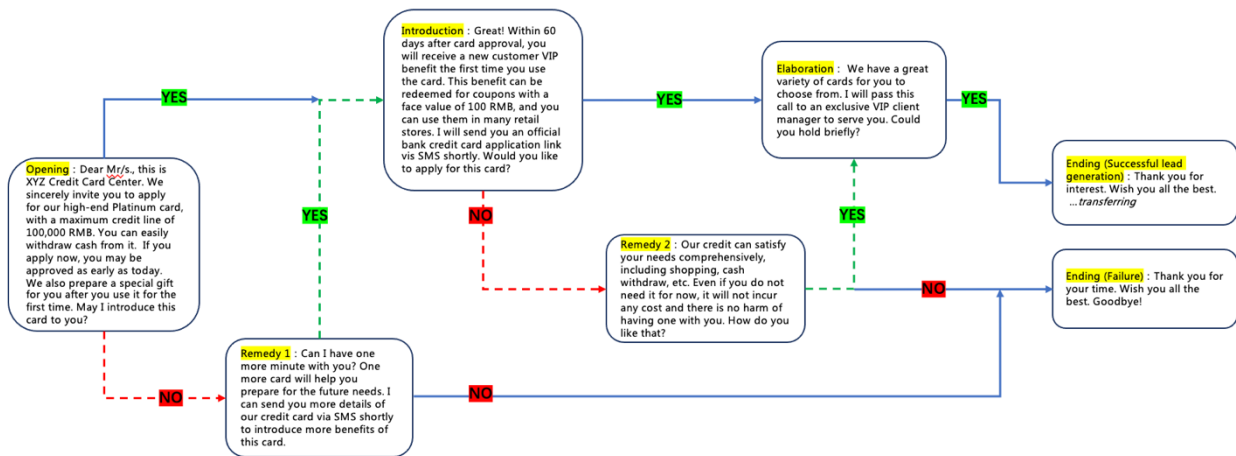 Introduction : Great! Within 60
days after card approval, you
will receive a new customer VIP
benefit the first time you use
the card. This benefit can be
redeemed for coupons with a
face value of 100 RMB, and you
can use them in many retail
stores. I will send you an official
bank credit card application link
via SMS shortly. Would you like
to apply for this card?
Elaboration : We have a great
variety of cards for you to
choose from. I will pass this
call to an exclusive VIP client
manager to serve you. Could
you hold briefly?
YES
YES
YES
Opening : Dear Mr/s., this is
XYZ Credit Card Center. We
sincerely invite you to apply
for our high-end Platinum card,
with a maximum credit line of
100,000 RMB. You can easily
withdraw cash from it. If you
apply now, you may be
approved as early as today.
We also prepare a special gift
for you after you use it for the
first time. May I introduce this
card to you?
Ending (Successful lead
generation) : Thank you for
interest. Wish you all the best.
...transferring
YES
NO
YES
Remedy 2 : Our credit can satisfy
your needs comprehensively,
including shopping, cash
withdraw, etc. Even if you do not
need it for now, it will not incur
any cost and there is no harm of
having one with you. How do you
like that?
NO
Ending (Failure) : Thank you for
your time. Wish you all the
best. Goodbye!
NO
Remedy 1 : Can I have one
more minute with you? One
more card will help you
prepare for the future needs. I
can send you more details of
our credit card via SMS shortly
to introduce more benefits of
this card.
NO